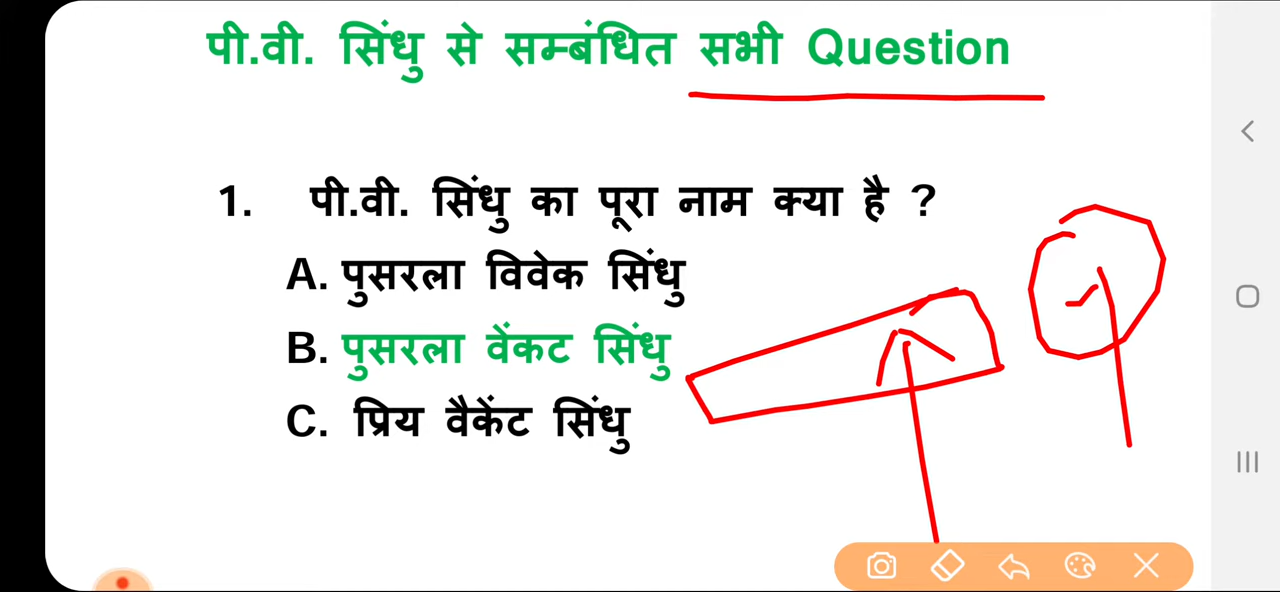 पी.वी. सिंधु से सम्बंधित सभी Question
1. पी.वी. सिंधु का पूरा नाम क्या है ?
A. पुसरला विवेक सिंधु
B. पुसरला वेंकट सिंधु
C. प्रिय वैकेंट सिंधु